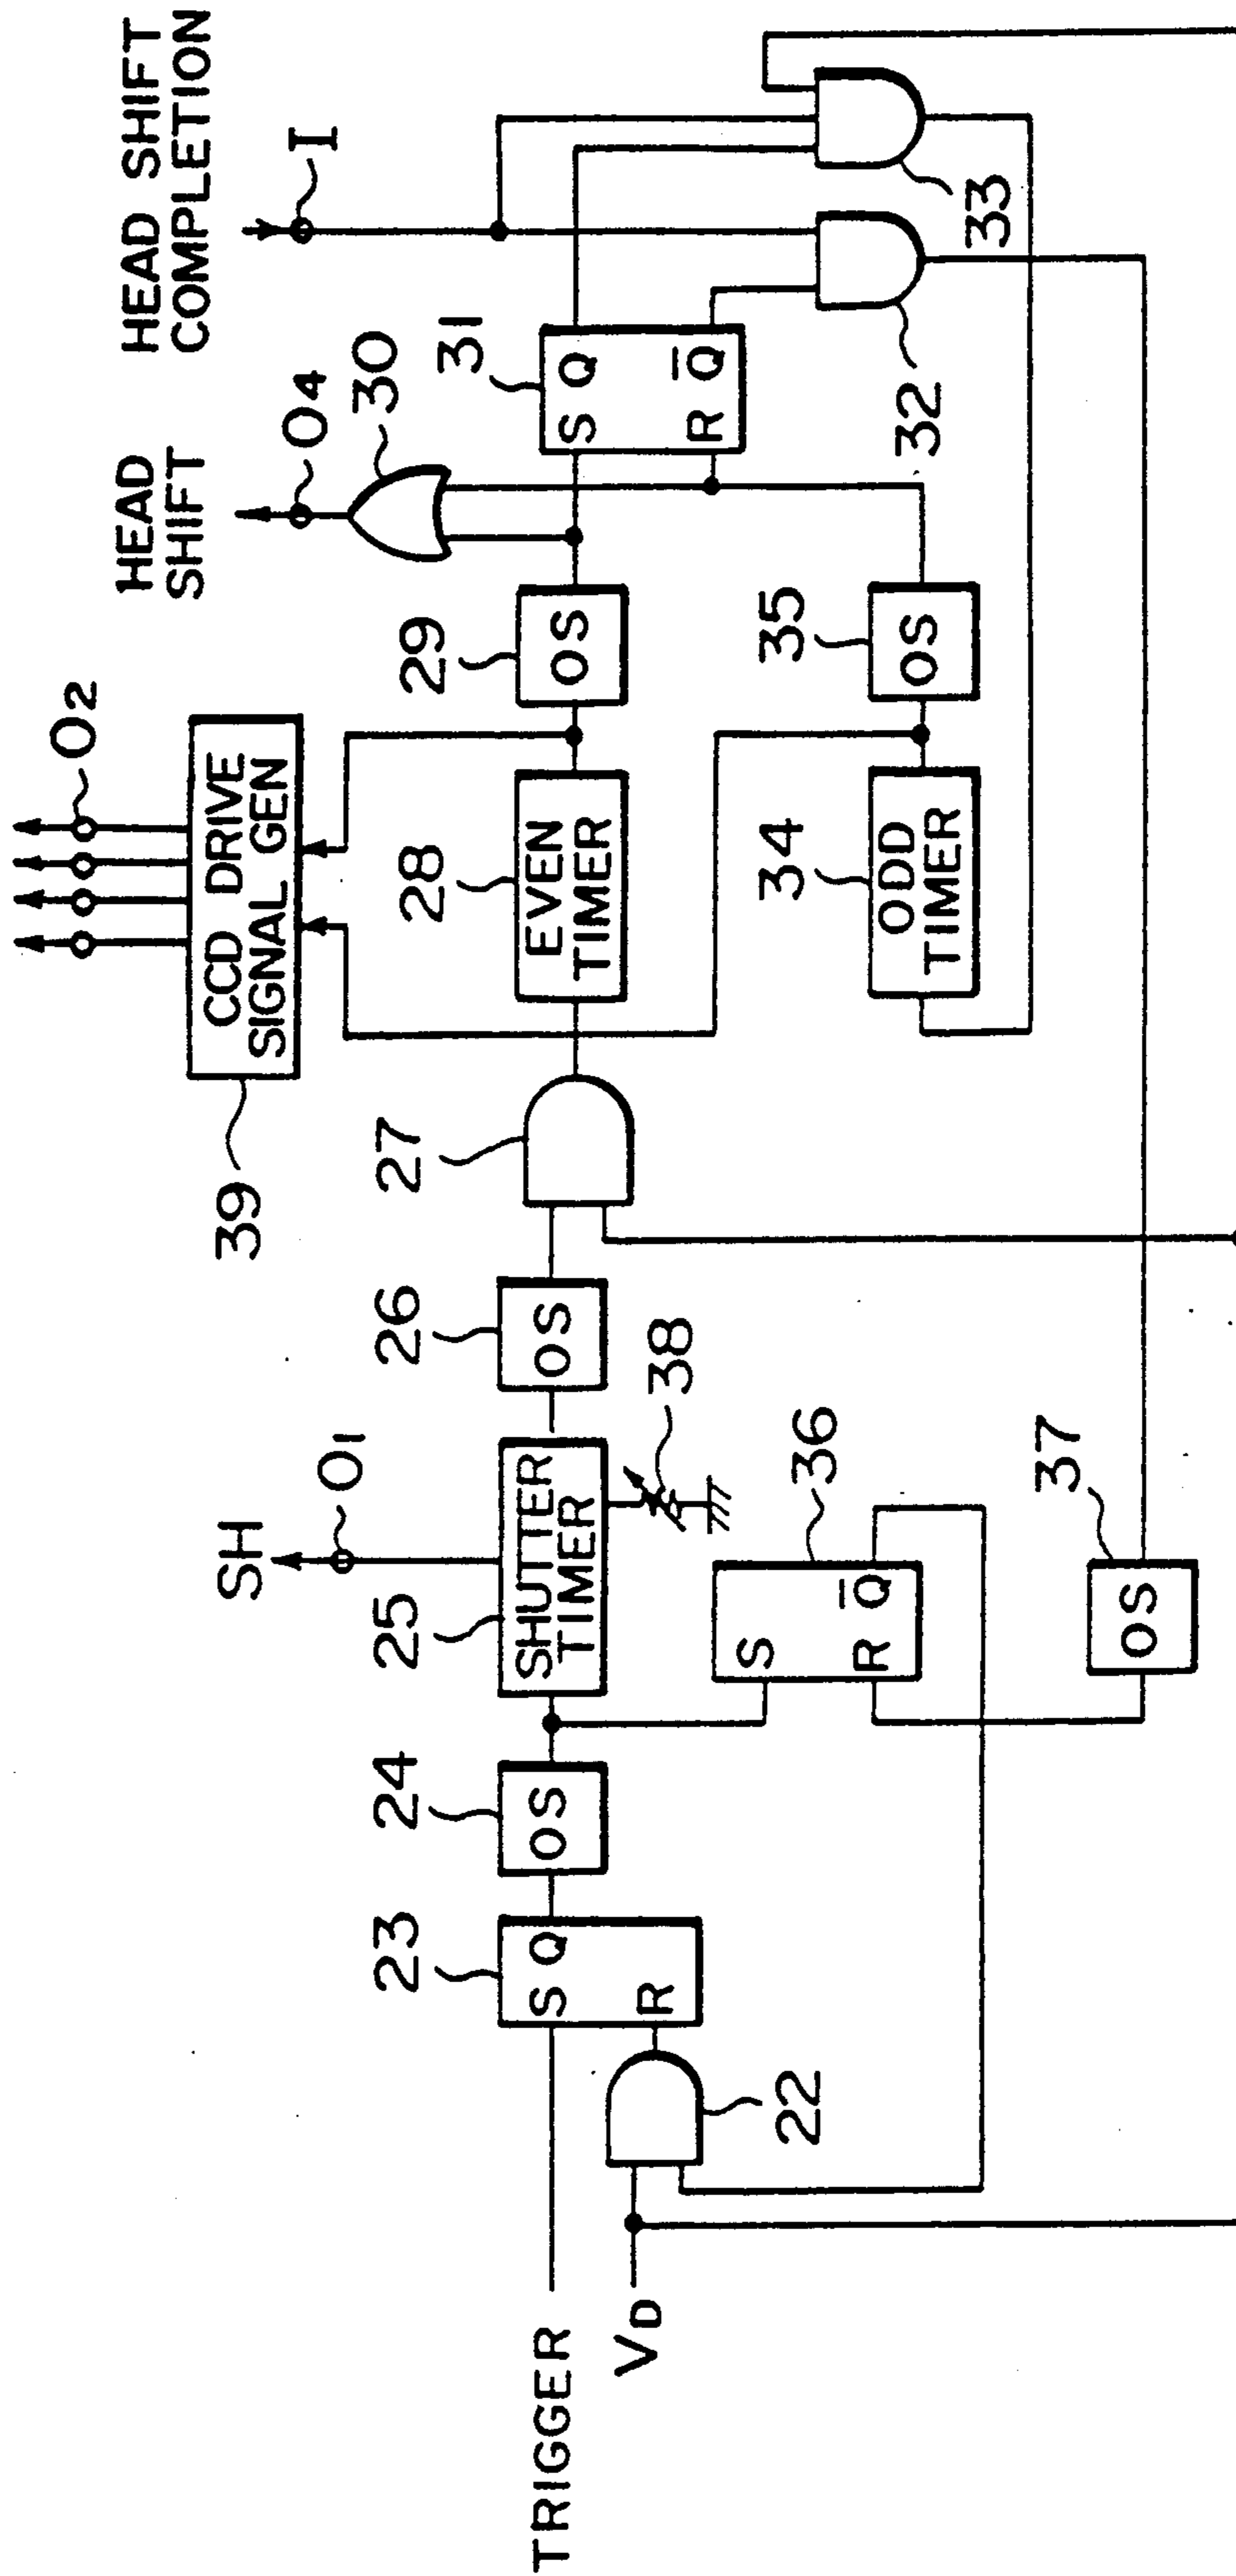 TRIGGER
VD
22
23
S Q
R
24
OS
25
SHUTTER
TIMER
SH
O1
38
36
S
R Q̅
37
OS
26
OS
27
39
CCD DRIVE
SIGNAL GEN
O2
28
EVEN
TIMER
29
OS
34
ODD
TIMER
35
OS
HEAD
SHIFT
O4
30
31
S Q
R Q̅
HEAD SHIFT
COMPLETION
I
32
33